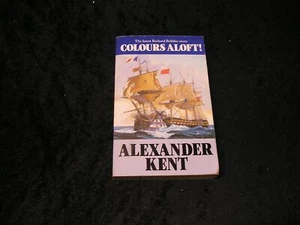 The latest Richard Bolitho story
COLOURS ALOFT!
ALEXANDER
KENT